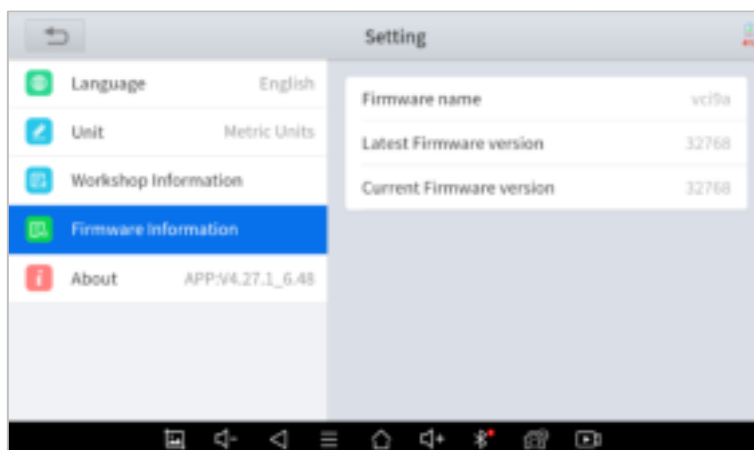 Setting
Language English
Unit Metric Units
Workshop Information
Firmware Information
About APP:V4.27.1_6.48
Firmware name vci9a
Latest Firmware version 32768
Current Firmware version 32768